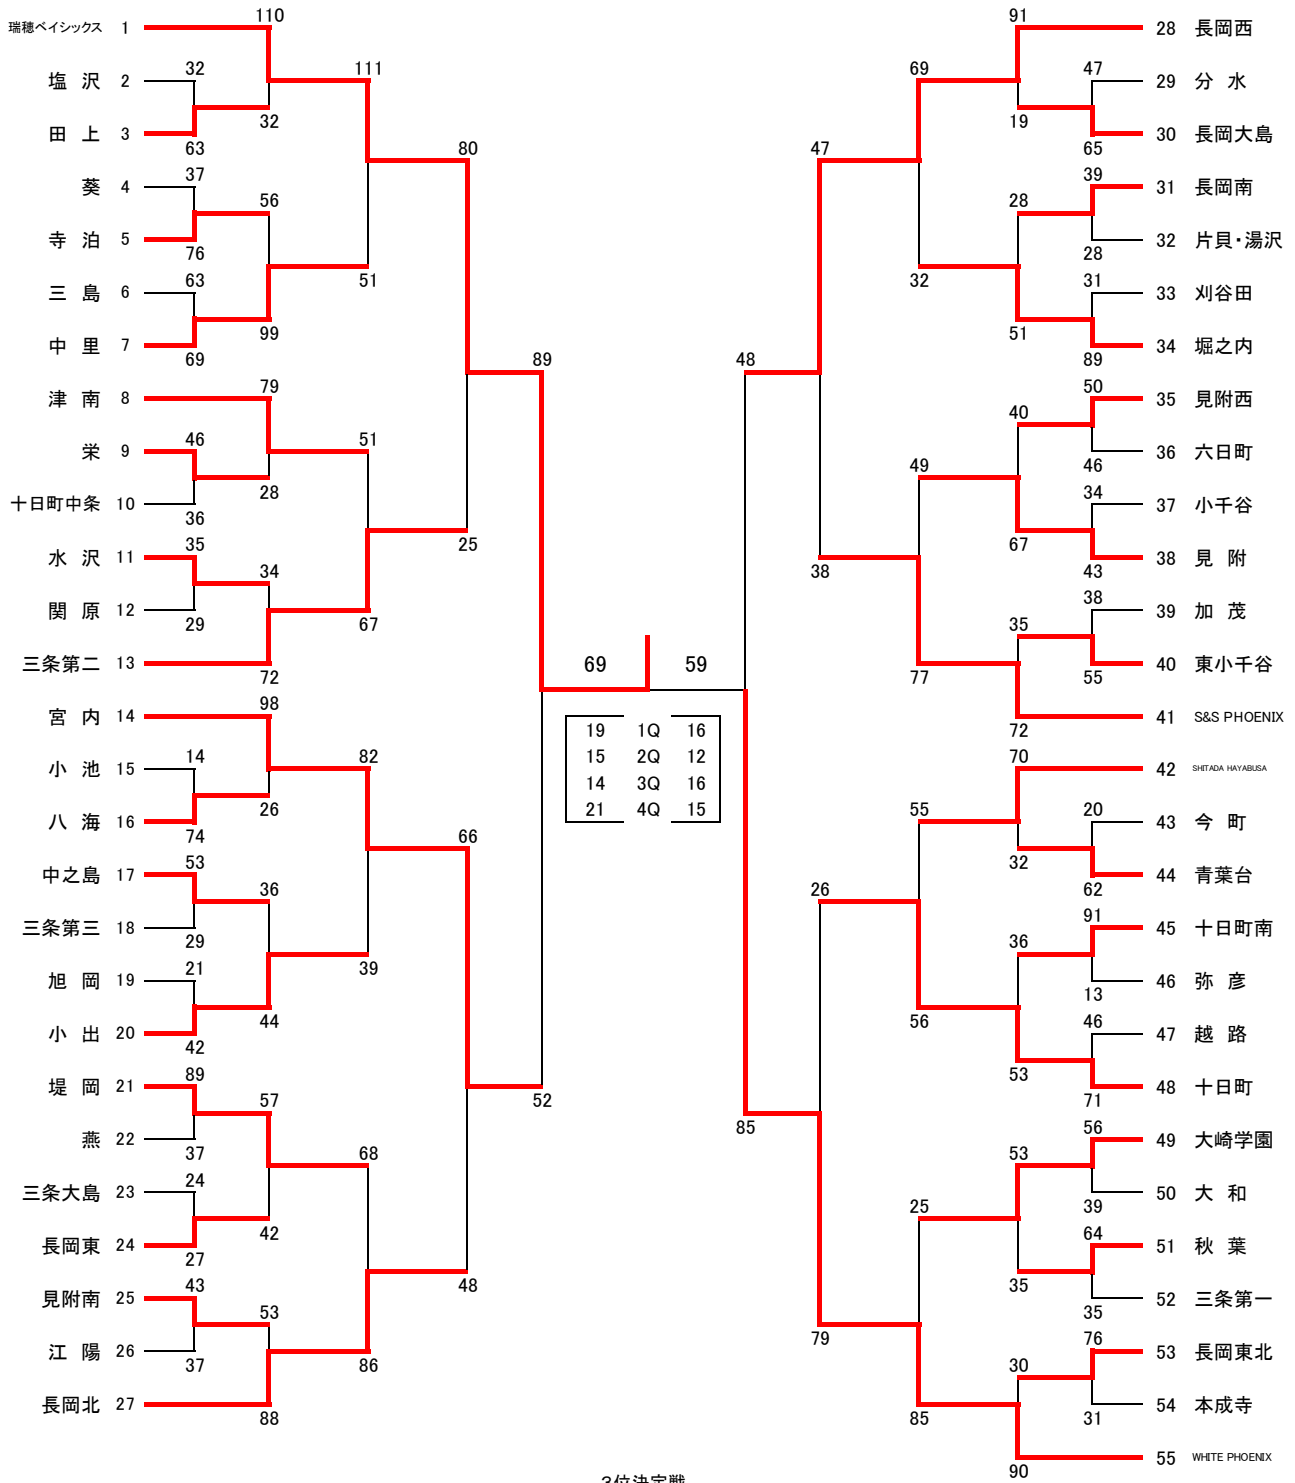 瑞穂ベイシックス 1 110
塩沢 2 32
111
32
田上 3 63
80
葵 4 37
56
寺泊 5 76
51
三島 6 63
99
中里 7 69
89
津南 8 79
51
栄 9 46
28
十日町中条 10 36
25
水沢 11 35
34
関原 12 29
67
三条第二 13 72
宮内 14 98
小池 15 14
82
26
八海 16 74
66
中之島 17 53
36
三条第三 18 29
39
旭岡 19 21
44
小出 20 42
堤岡 21 89
57
52
燕 22 37
68
三条大島 23 24
42
長岡東 24 27
48
見附南 25 43
53
江陽 26 37
86
長岡北 27 88
69 59
19 1Q 16
15 2Q 12
14 3Q 16
21 4Q 15
91 28 長岡西
69
47 29 分水
19
65 30 長岡大島
47
39 31 長岡南
28
28 32 片貝・湯沢
32
31 33 刈谷田
51
89 34 堀之内
48
50 35 見附西
40
46 36 六日町
49
34 37 小千谷
67
43 38 見附
38
38 39 加茂
35
55 40 東小千谷
77
72 41 S&S PHOENIX
70 42 SHITADA HAYABUSA
55
20 43 今町
32
62 44 青葉台
26
91 45 十日町南
36
13 46 弥彦
56
46 47 越路
53
71 48 十日町
85
56 49 大崎学園
53
39 50 大和
25
64 51 秋葉
35
35 52 三条第一
79
76 53 長岡東北
30
31 54 本成寺
85
90 55 WHITE PHOENIX
3位決定戦